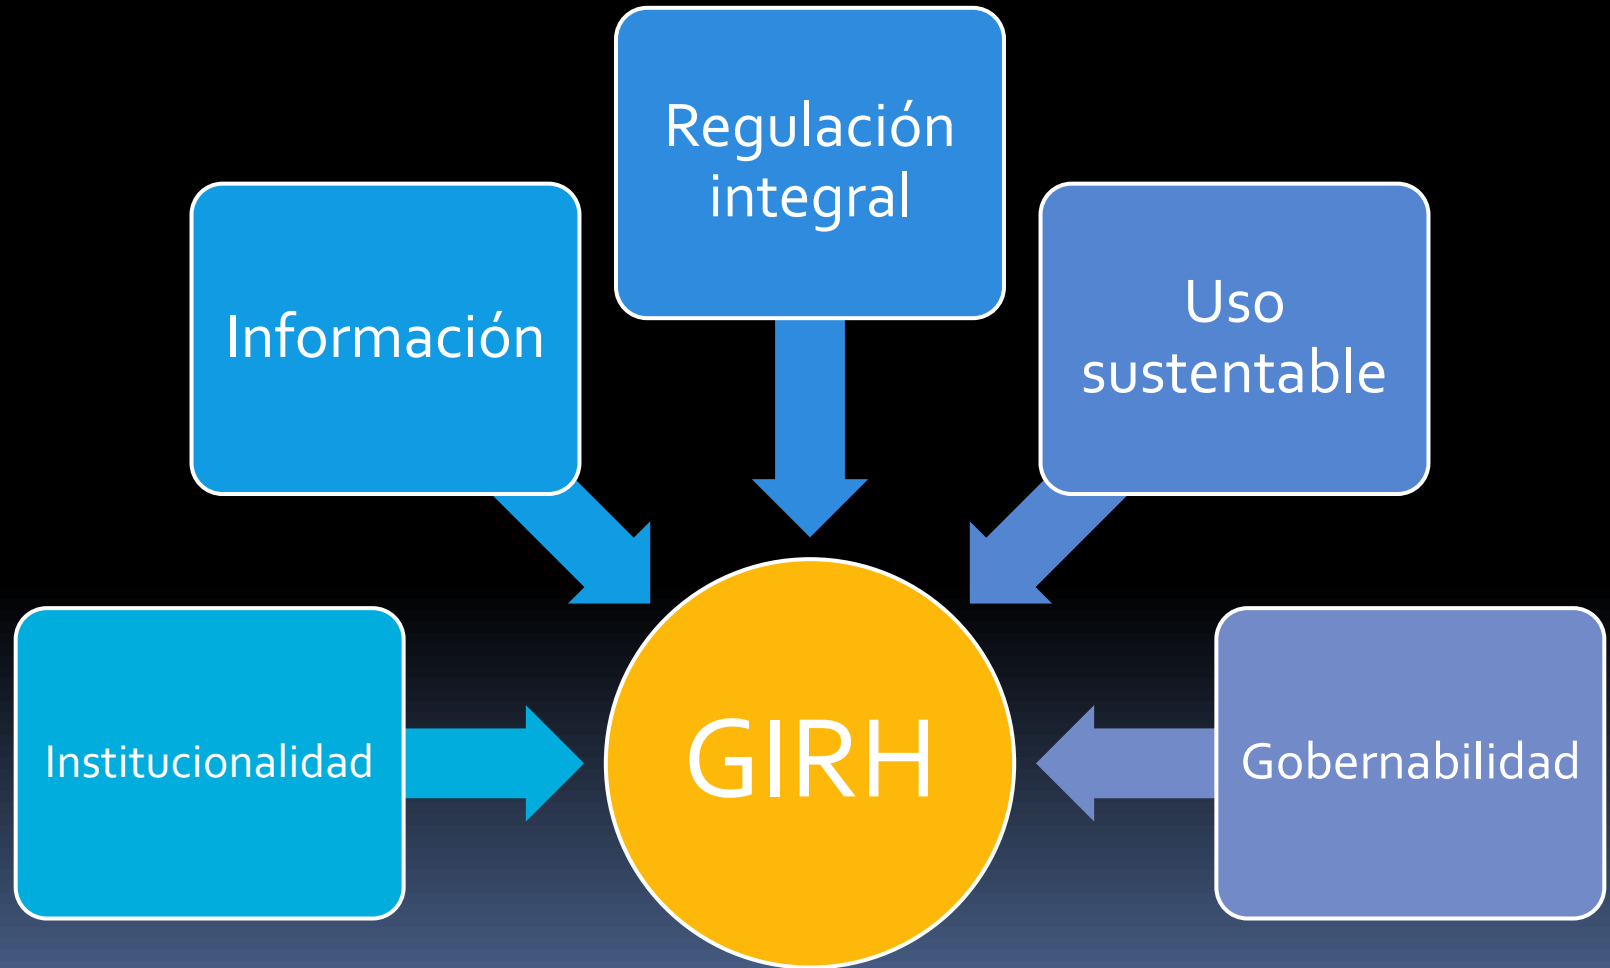 Regulación
integral
Información
Uso
sustentable
Institucionalidad
GIRH
Gobernabilidad